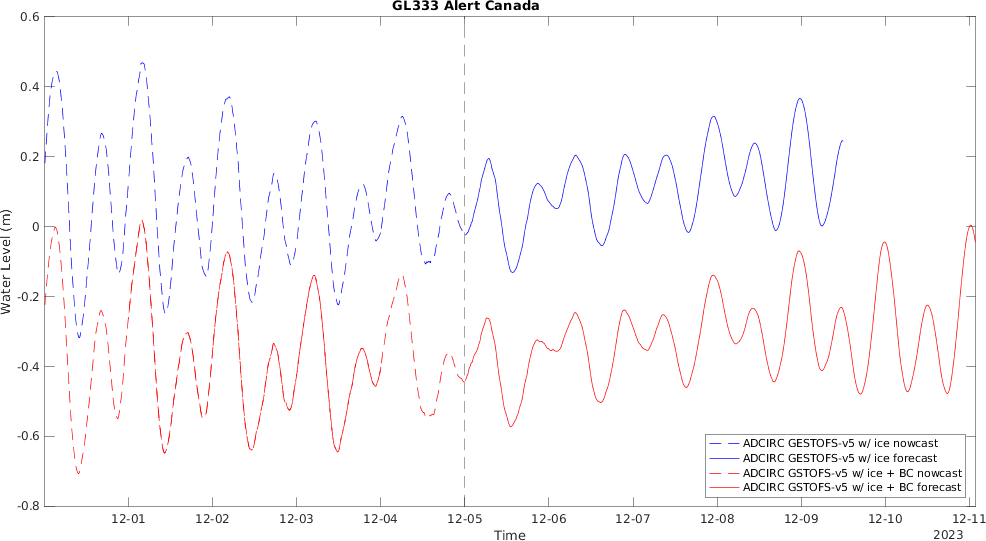 GL333 Alert Canada
0.6
0.4
0.2
0
-0.2
-0.4
-0.6
-0.8
Water Level (m)
ADCIRC GESTOFS-v5 w/ ice nowcast
ADCIRC GESTOFS-v5 w/ ice forecast
ADCIRC GSTOFS-v5 w/ ice + BC nowcast
ADCIRC GSTOFS-v5 w/ ice + BC forecast
12-01 12-02 12-03 12-04 12-05 12-06 12-07 12-08 12-09 12-10 12-11
Time
2023